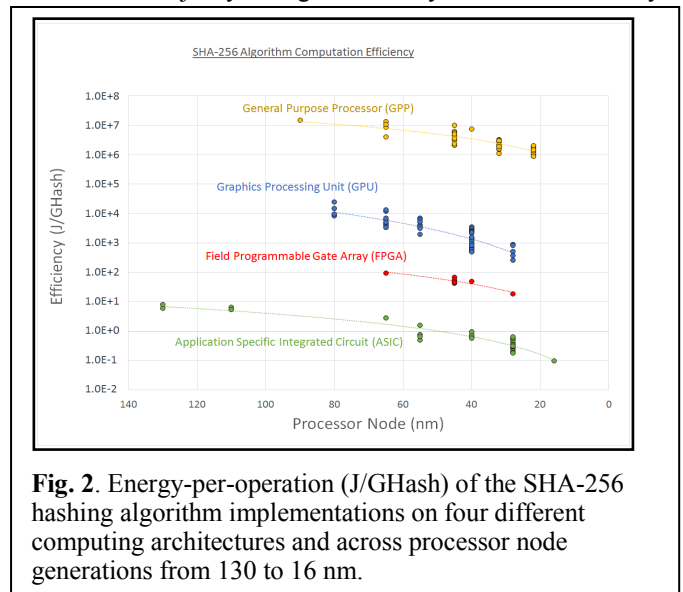 SHA-256 Algorithm Computation Efficiency
1.0E+8
General Purpose Processor (GPP)
1.0E+7
1.0E+6
1.0E+5
Graphics Processing Unit (GPU)
1.0E+4
1.0E+3
Field Programmable Gate Array (FPGA)
1.0E+2
1.0E+1
1.0E+0
Application Specific Integrated Circuit (ASIC)
1.0E-1
1.0E-2
Efficiency (J/GHash)
140 120 100 80 60 40 20 0
Processor Node (nm)
Fig. 2. Energy-per-operation (J/GHash) of the SHA-256
hashing algorithm implementations on four different
computing architectures and across processor node
generations from 130 to 16 nm.